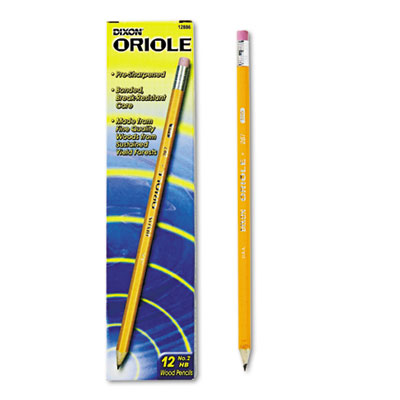 12886
DIXON®
ORIOLE
• Pre-Sharpened
• Bonded,
Break-Resistant
Core
• Made from
Fine Quality
Woods from
Sustained
Yield Forests
12 No.2
HB
Wood Pencils